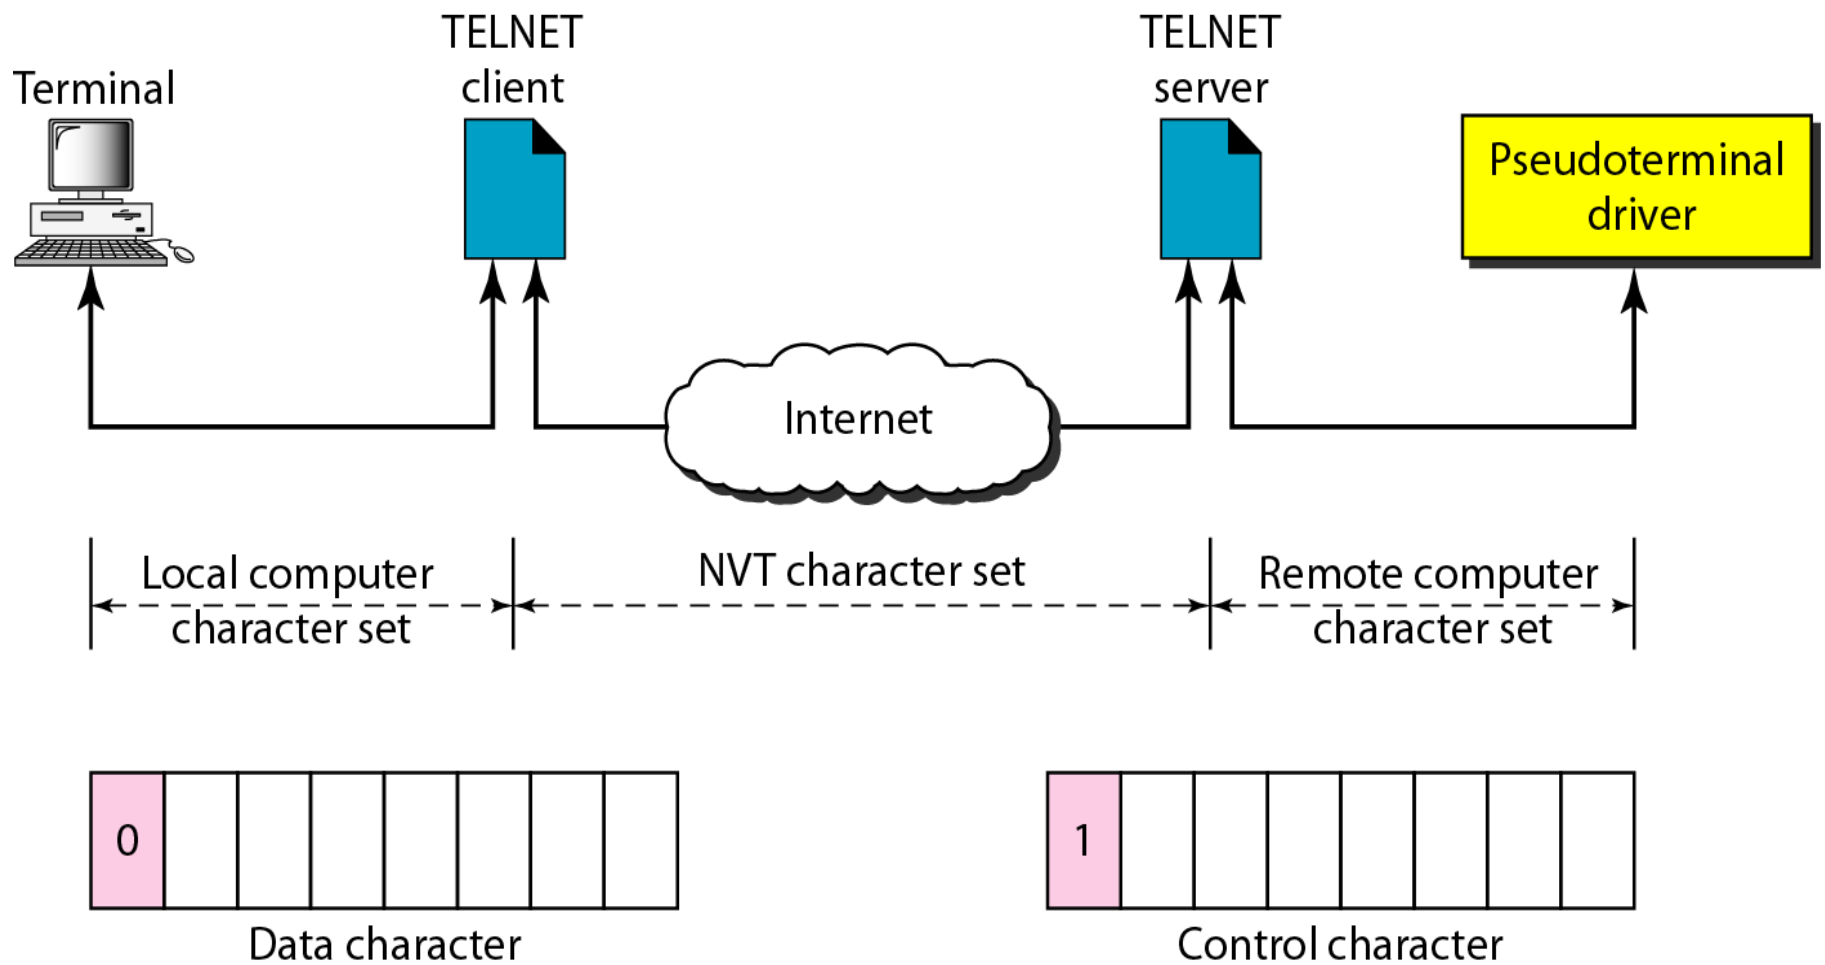 TELNET
client
TELNET
server
Terminal
Pseudoterminal
driver
Internet
Local computer
character set
NVT character set
Remote computer
character set
0
1
Data character
Control character